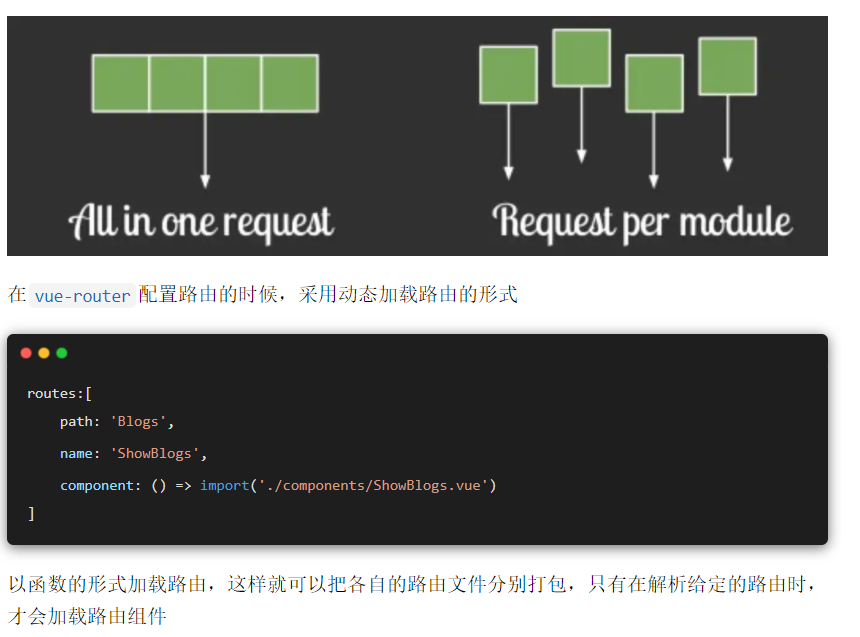 All in one request
Request per module
在 vue-router 配置路由的时候，采用动态加载路由的形式
routes:[
    path: 'Blogs',
    name: 'ShowBlogs',
    component: () => import('./components/ShowBlogs.vue')
]
以函数的形式加载路由，这样就可以把各自的路由文件分别打包，只有在解析给定的路由时，
才会加载路由组件